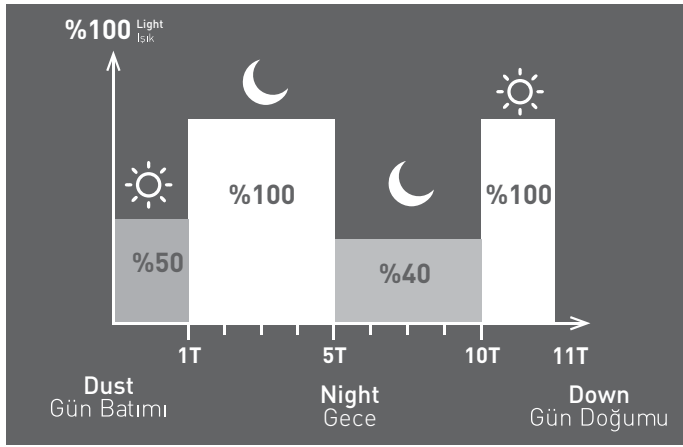 %100 Light
Işık
%50
%100
%40
%100
1T
5T
10T
11T
Dust
Gün Batımı
Night
Gece
Down
Gün Doğumu